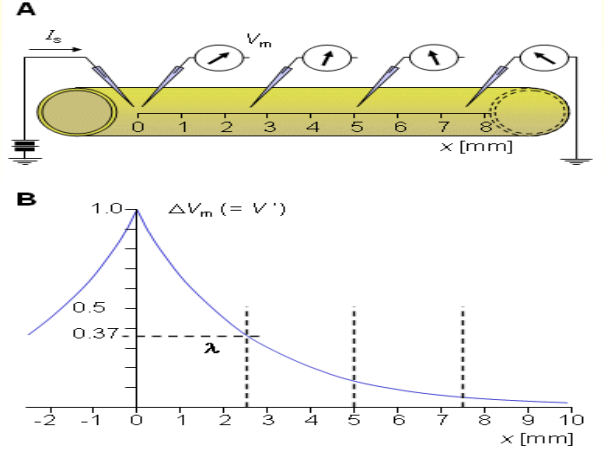 A
Is
Vm
0 1 2 3 4 5 6 7 8
x [mm]
B
1.0
ΔVm (= V ')
0.5
0.37
λ
-2 -1 0 1 2 3 4 5 6 7 8 9 10
x [mm]